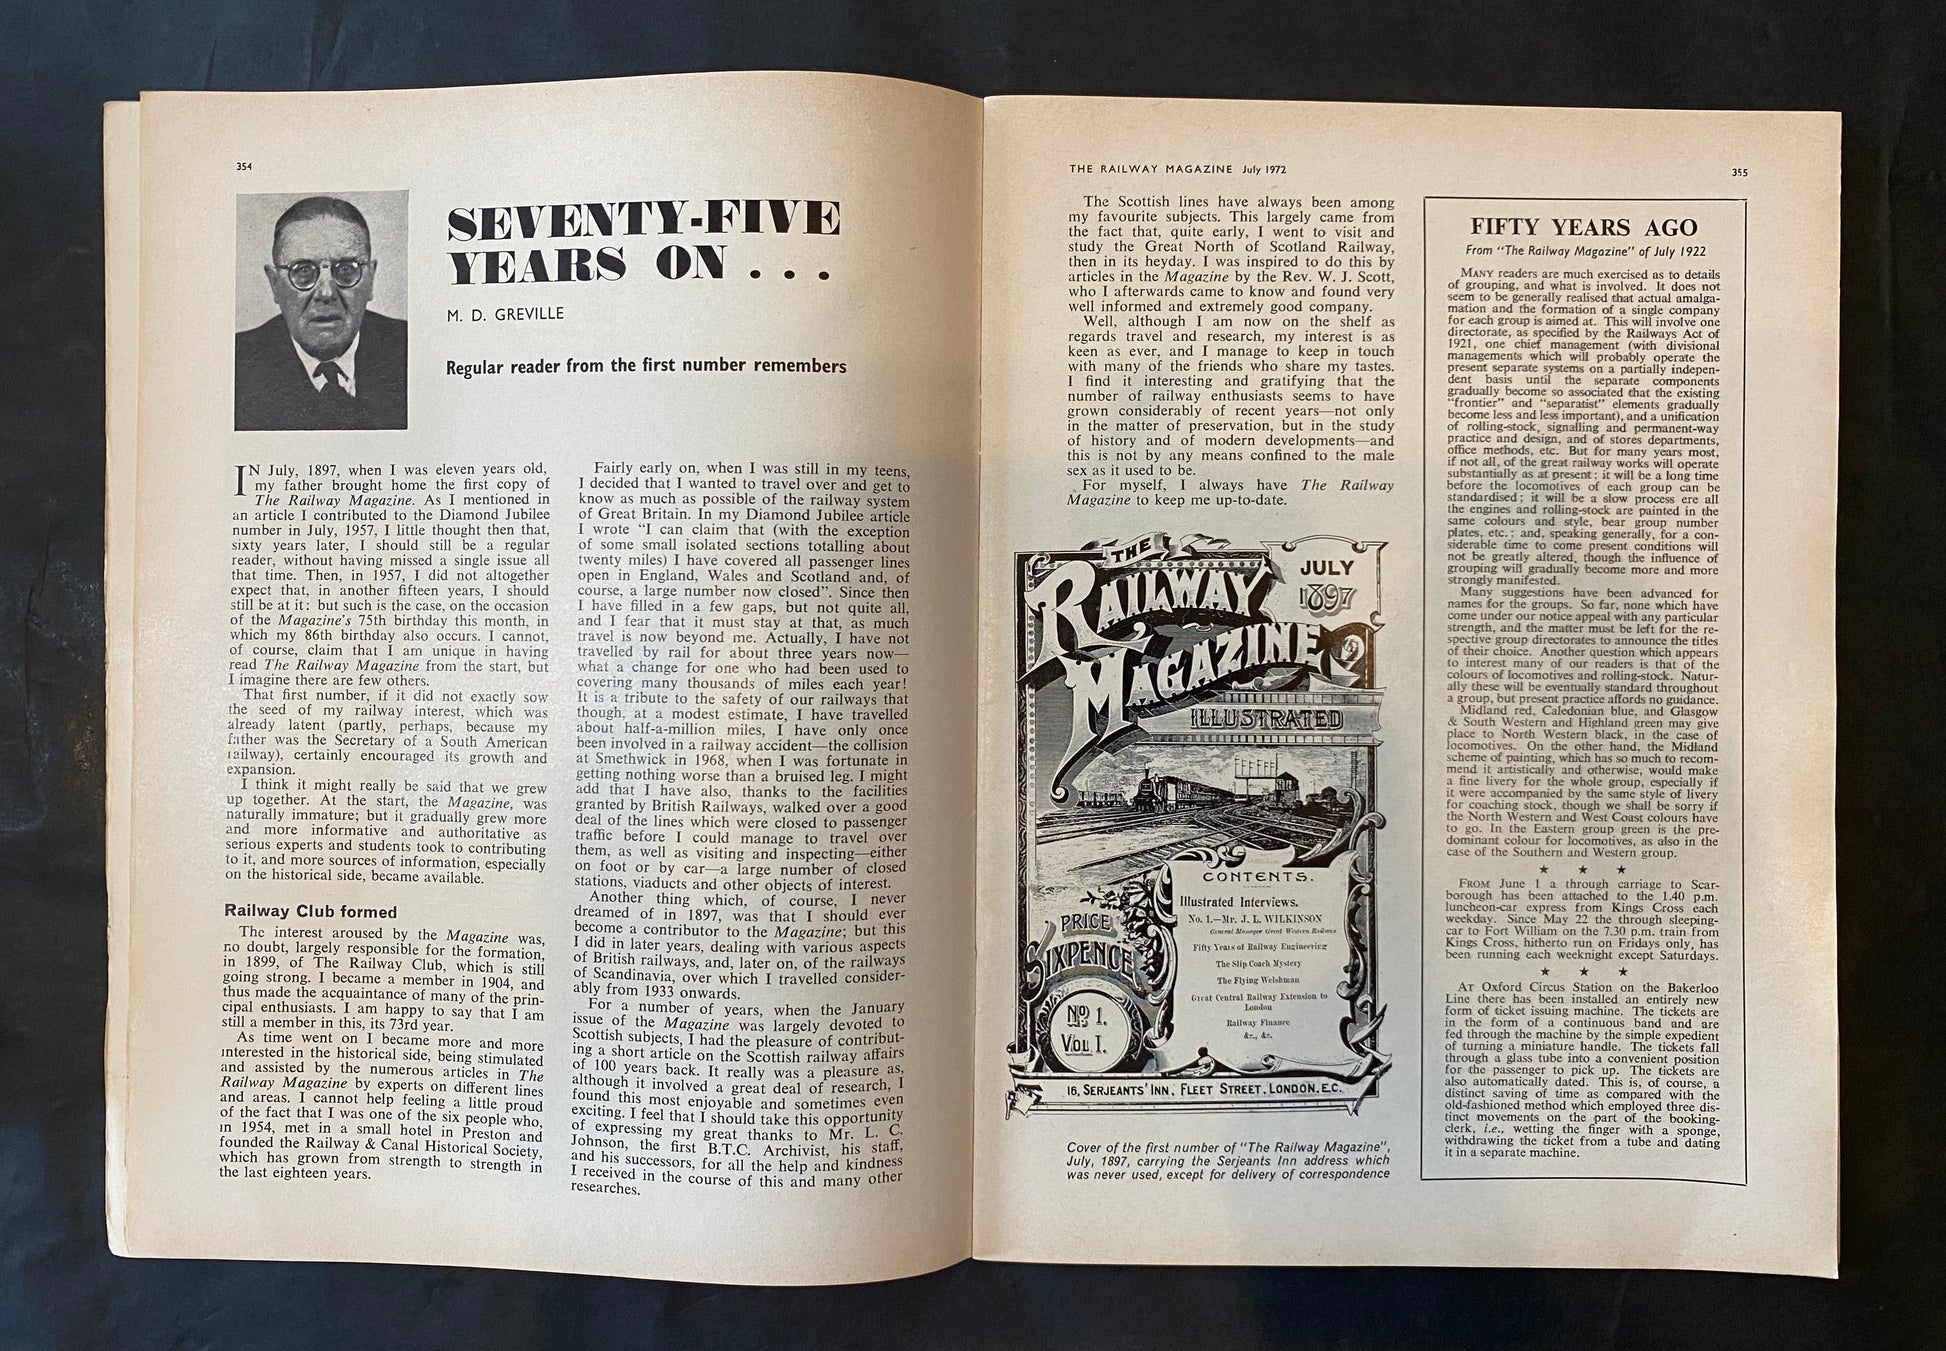 354
SEVENTY-FIVE
YEARS ON . . .
M. D. GREVILLE
Regular reader from the first number remembers
IN July, 1897, when I was eleven years old,
my father brought home the first copy of
The Railway Magazine. As I mentioned in
an article I contributed to the Diamond Jubilee
number in July, 1957, I little thought then that,
sixty years later, I should still be a regular
reader, without having missed a single issue all
that time. Then, in 1957, I did not altogether
expect that, in another fifteen years, I should
still be at it: but such is the case, on the occasion
of the Magazine's 75th birthday this month, in
which my 86th birthday also occurs. I cannot,
of course, claim that I am unique in having
read The Railway Magazine from the start, but
I imagine there are few others.
That first number, if it did not exactly sow
the seed of my railway interest, which was
already latent (partly, perhaps, because my
father was the Secretary of a South American
railway), certainly encouraged its growth and
expansion.
I think it might really be said that we grew
up together. At the start, the Magazine, was
naturally immature; but it gradually grew more
and more informative and authoritative as
serious experts and students took to contributing
to it, and more sources of information, especially
on the historical side, became available.
Railway Club formed
The interest aroused by the Magazine was,
no doubt, largely responsible for the formation,
in 1899, of The Railway Club, which is still
going strong. I became a member in 1904, and
thus made the acquaintance of many of the prin-
cipal enthusiasts. I am happy to say that I am
still a member in this, its 73rd year.
As time went on I became more and more
interested in the historical side, being stimulated
and assisted by the numerous articles in The
Railway Magazine by experts on different lines
and areas. I cannot help feeling a little proud
of the fact that I was one of the six people who,
in 1954, met in a small hotel in Preston and
founded the Railway & Canal Historical Society,
which has grown from strength to strength in
the last eighteen years.
Fairly early on, when I was still in my teens,
I decided that I wanted to travel over and get to
know as much as possible of the railway system
of Great Britain. In my Diamond Jubilee article
I wrote "I can claim that (with the exception
of some small isolated sections totalling about
twenty miles) I have covered all passenger lines
open in England, Wales and Scotland and, of
course, a large number now closed". Since then
I have filled in a few gaps, but not quite all,
and I fear that it must stay at that, as much
travel is now beyond me. Actually, I have not
travelled by rail for about three years now—
what a change for one who had been used to
covering many thousands of miles each year!
It is a tribute to the safety of our railways that
though, at a modest estimate, I have travelled
about half-a-million miles, I have only once
been involved in a railway accident—the collision
at Smethwick in 1968, when I was fortunate in
getting nothing worse than a bruised leg. I might
add that I have also, thanks to the facilities
granted by British Railways, walked over a good
deal of the lines which were closed to passenger
traffic before I could manage to travel over
them, as well as visiting and inspecting—either
on foot or by car—a large number of closed
stations, viaducts and other objects of interest.
Another thing which, of course, I never
dreamed of in 1897, was that I should ever
become a contributor to the Magazine; but this
I did in later years, dealing with various aspects
of British railways, and, later on, of the railways
of Scandinavia, over which I travelled consider-
ably from 1933 onwards.
For a number of years, when the January
issue of the Magazine was largely devoted to
Scottish subjects, I had the pleasure of contribut-
ing a short article on the Scottish railway affairs
of 100 years back. It really was a pleasure as,
although it involved a great deal of research, I
found this most enjoyable and sometimes even
exciting. I feel that I should take this opportunity
of expressing my great thanks to Mr. L. C.
Johnson, the first B.T.C. Archivist, his staff,
and his successors, for all the help and kindness
I received in the course of this and many other
researches.
THE RAILWAY MAGAZINE July 1972
355
The Scottish lines have always been among
my favourite subjects. This largely came from
the fact that, quite early, I went to visit and
study the Great North of Scotland Railway,
then in its heyday. I was inspired to do this by
articles in the Magazine by the Rev. W. J. Scott,
who I afterwards came to know and found very
well informed and extremely good company.
Well, although I am now on the shelf as
regards travel and research, my interest is as
keen as ever, and I manage to keep in touch
with many of the friends who share my tastes.
I find it interesting and gratifying that the
number of railway enthusiasts seems to have
grown considerably of recent years—not only
in the matter of preservation, but in the study
of history and of modern developments—and
this is not by any means confined to the male
sex as it used to be.
For myself, I always have The Railway
Magazine to keep me up-to-date.
THE
RAILWAY
MAGAZINE
JULY
1897
ILLUSTRATED
CONTENTS.
Illustrated Interviews.
No. 1.—Mr. J. L. WILKINSON
General Manager Great Western Railway
Fifty Years of Railway Engineering
The Slip Coach Mystery
The Flying Welshman
Great Central Railway Extension to
London
Railway Finance
&c., &c.
PRICE
SIXPENCE
No 1.
VOL I.
16, SERJEANTS' INN, FLEET STREET, LONDON, E.C.
Cover of the first number of "The Railway Magazine",
July, 1897, carrying the Serjeants Inn address which
was never used, except for delivery of correspondence
FIFTY YEARS AGO
From "The Railway Magazine" of July 1922
MANY readers are much exercised as to details
of grouping, and what is involved. It does not
seem to be generally realised that actual amalga-
mation and the formation of a single company
for each group is aimed at. This will involve one
directorate, as specified by the Railways Act of
1921, one chief management (with divisional
managements which will probably operate the
present separate systems on a partially indepen-
dent basis until the separate components
gradually become so associated that the existing
"frontier" and "separatist" elements gradually
become less and less important), and a unification
of rolling-stock, signalling and permanent-way
practice and design, and of stores departments,
office methods, etc. But for many years most,
if not all, of the great railway works will operate
substantially as at present; it will be a long time
before the locomotives of each group can be
standardised; it will be a slow process ere all
the engines and rolling-stock are painted in the
same colours and style, bear group number
plates, etc.; and, speaking generally, for a con-
siderable time to come present conditions will
not be greatly altered, though the influence of
grouping will gradually become more and more
strongly manifested.
Many suggestions have been advanced for
names for the groups. So far, none which have
come under our notice appeal with any particular
strength, and the matter must be left for the re-
spective group directorates to announce the titles
of their choice. Another question which appears
to interest many of our readers is that of the
colours of locomotives and rolling-stock. Natur-
ally these will be eventually standard throughout
a group, but present practice affords no guidance.
Midland red, Caledonian blue, and Glasgow
& South Western and Highland green may give
place to North Western black, in the case of
locomotives. On the other hand, the Midland
scheme of painting, which has so much to recom-
mend it artistically and otherwise, would make
a fine livery for the whole group, especially if
it were accompanied by the same style of livery
for coaching stock, though we shall be sorry if
the North Western and West Coast colours have
to go. In the Eastern group green is the pre-
dominant colour for locomotives, as also in the
case of the Southern and Western group.
★ ★ ★
FROM June 1 a through carriage to Scar-
borough has been attached to the 1.40 p.m.
luncheon-car express from Kings Cross each
weekday. Since May 22 the through sleeping-
car to Fort William on the 7.30 p.m. train from
Kings Cross, hitherto run on Fridays only, has
been running each weeknight except Saturdays.
★ ★ ★
AT Oxford Circus Station on the Bakerloo
Line there has been installed an entirely new
form of ticket issuing machine. The tickets are
in the form of a continuous band and are
fed through the machine by the simple expedient
of turning a miniature handle. The tickets fall
through a glass tube into a convenient position
for the passenger to pick up. The tickets are
also automatically dated. This is, of course, a
distinct saving of time as compared with the
old-fashioned method which employed three dis-
tinct movements on the part of the booking-
clerk, i.e., wetting the finger with a sponge,
withdrawing the ticket from a tube and dating
it in a separate machine.